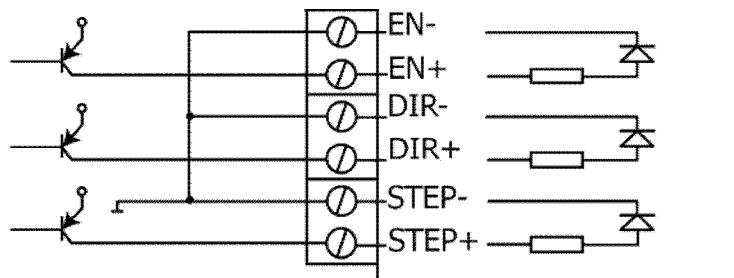 EN-
EN+
DIR-
DIR+
STEP-
STEP+